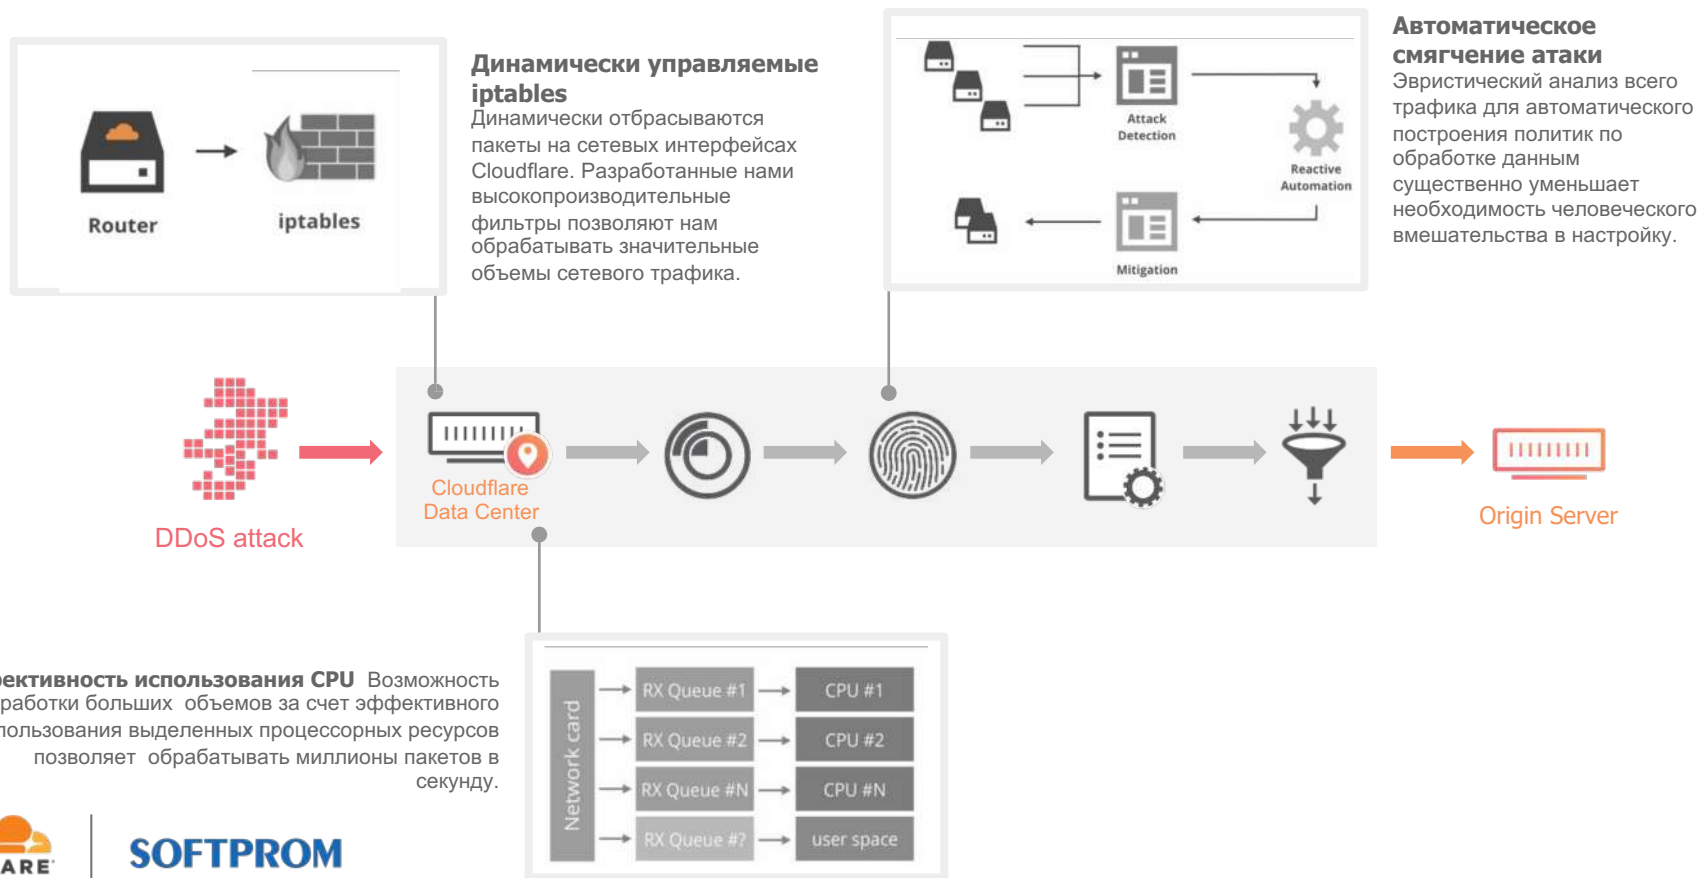 Router
iptables
Динамически управляемые
iptables
Динамически отбрасываются
пакеты на сетевых интерфейсах
Cloudflare. Разработанные нами
высокопроизводительные
фильтры позволяют нам
обрабатывать значительные
объемы сетевого трафика.
Attack
Detection
Reactive
Automation
Mitigation
Автоматическое
смягчение атаки
Эвристический анализ всего
трафика для автоматического
построения политик по
обработке данным
существенно уменьшает
необходимость человеческого
вмешательства в настройку.
DDoS attack
Cloudflare
Data Center
Origin Server
ективность использования CPU Возможность
работки больших объемов за счет эффективного
пользования выделенных процессорных ресурсов
позволяет обрабатывать миллионы пакетов в
секунду.
Network card
RX Queue #1
CPU #1
RX Queue #2
CPU #2
RX Queue #N
CPU #N
RX Queue #?
user space
ARE
SOFTPROM